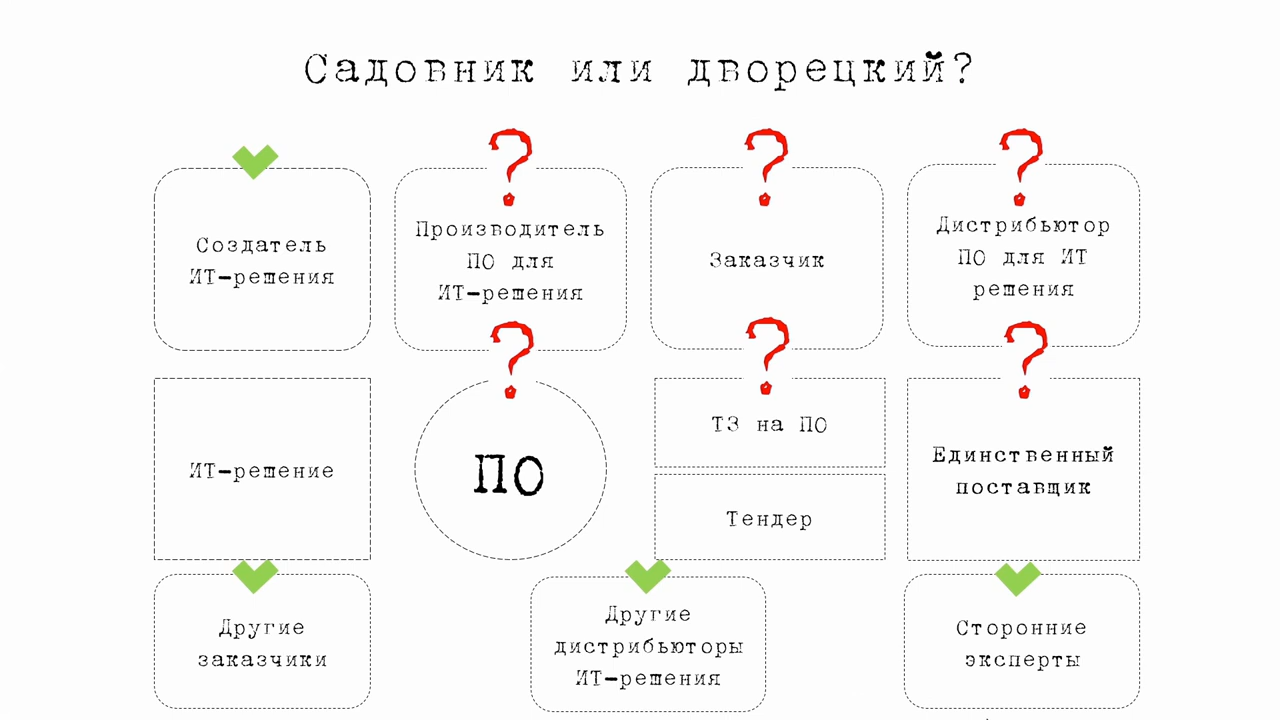 Садовник или дворецкий?
?
?
?
Создатель
ИТ-решения
Производитель
ПО для
ИТ-решения
Заказчик
Дистрибьютор
ПО для ИТ
решения
?
?
?
ИТ-решение
ПО
ТЗ на ПО
Тендер
Единственный
поставщик
Другие
заказчики
Другие
дистрибьюторы
ИТ-решения
Сторонние
эксперты